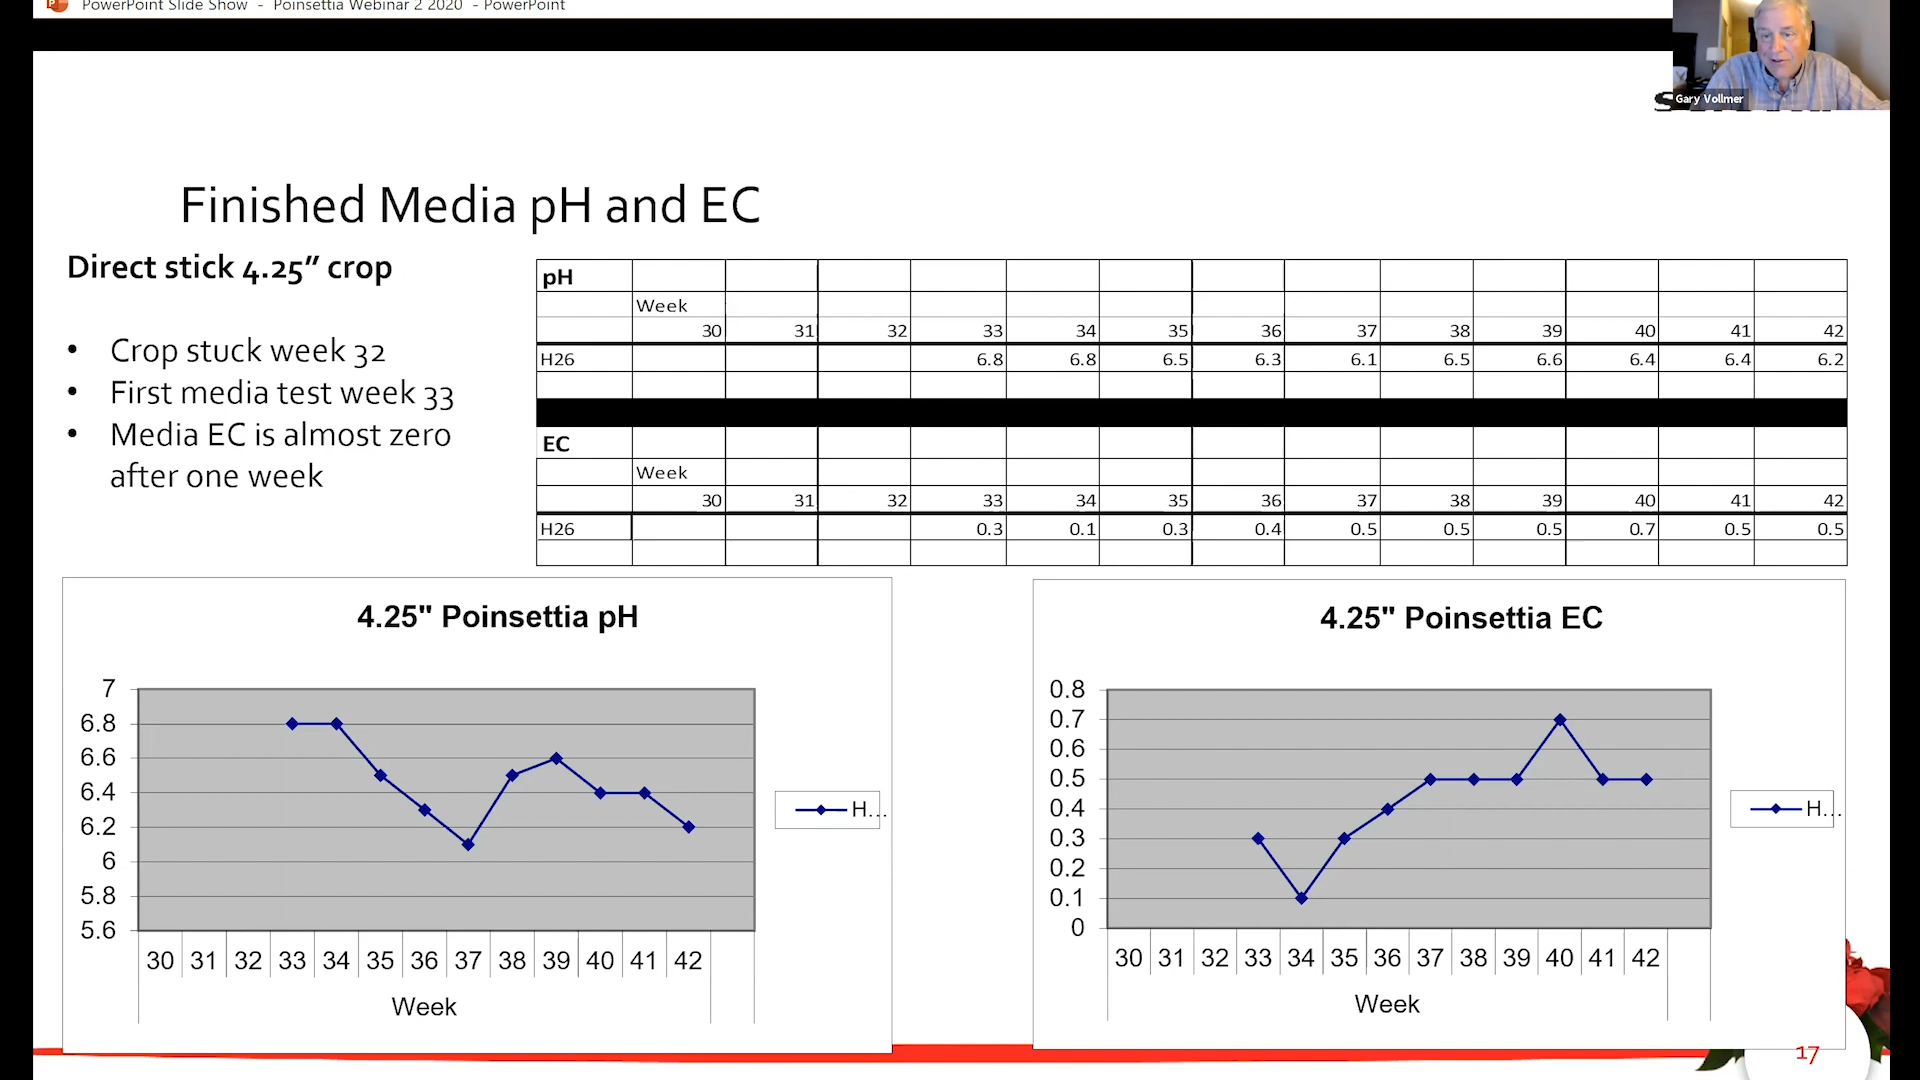 PowerPoint Slide Show - Poinsettia Webinar 2 2020 - PowerPoint
Gary Vollmer
Finished Media pH and EC
Direct stick 4.25" crop
• Crop stuck week 32
• First media test week 33
• Media EC is almost zero
after one week
pH
Week
30 31 32 33 34 35 36 37 38 39 40 41 42
H26 6.8 6.8 6.5 6.3 6.1 6.5 6.6 6.4 6.4 6.2
EC
Week
30 31 32 33 34 35 36 37 38 39 40 41 42
H26 0.3 0.1 0.3 0.4 0.5 0.5 0.5 0.7 0.5 0.5
4.25" Poinsettia pH
7
6.8
6.6
6.4
6.2
6
5.8
5.6
30 31 32 33 34 35 36 37 38 39 40 41 42
Week
H...
4.25" Poinsettia EC
0.8
0.7
0.6
0.5
0.4
0.3
0.2
0.1
0
30 31 32 33 34 35 36 37 38 39 40 41 42
Week
H...
17